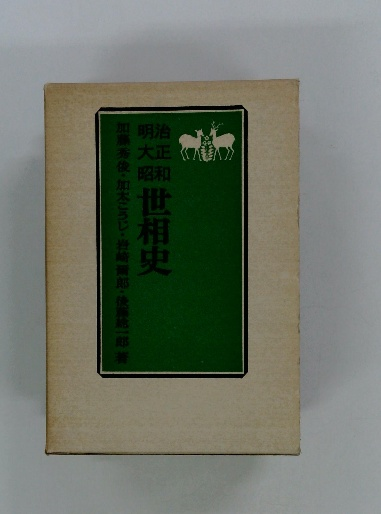 明治
大正
昭和
世相史
加藤秀俊・加太こうじ・岩崎爾郎・後藤総一郎 著